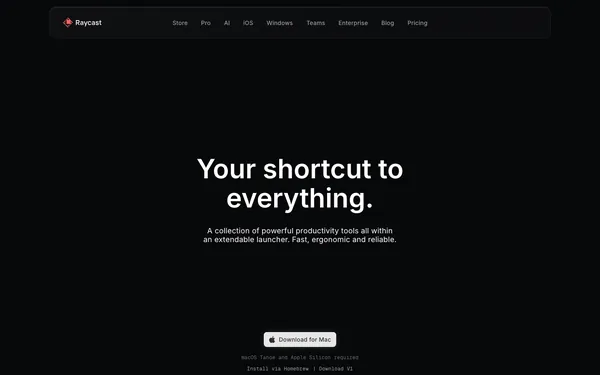 Raycast
Store Pro AI iOS Windows Teams Enterprise Blog Pricing
Your shortcut to
everything.
A collection of powerful productivity tools all within
an extendable launcher. Fast, ergonomic and reliable.
Download for Mac
macOS Tahoe and Apple Silicon required
Install via Homebrew | Download V1